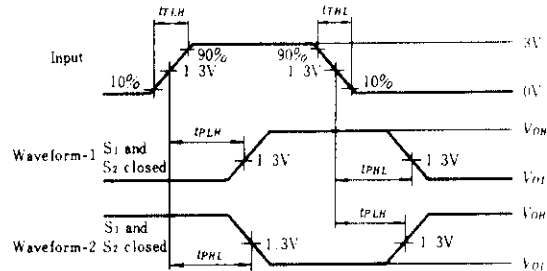 tTLH tTHL
Input 90% 90% 3V
1.3V 1.3V
10% 10% 0V
VOH
tPLH
Waveform-1 S1 and S2 closed 1.3V 1.3V
tPHL
VOL
S1 and tPLH VOH
Waveform-2 S2 closed 1.3V 1.3V
tPHL
VOL